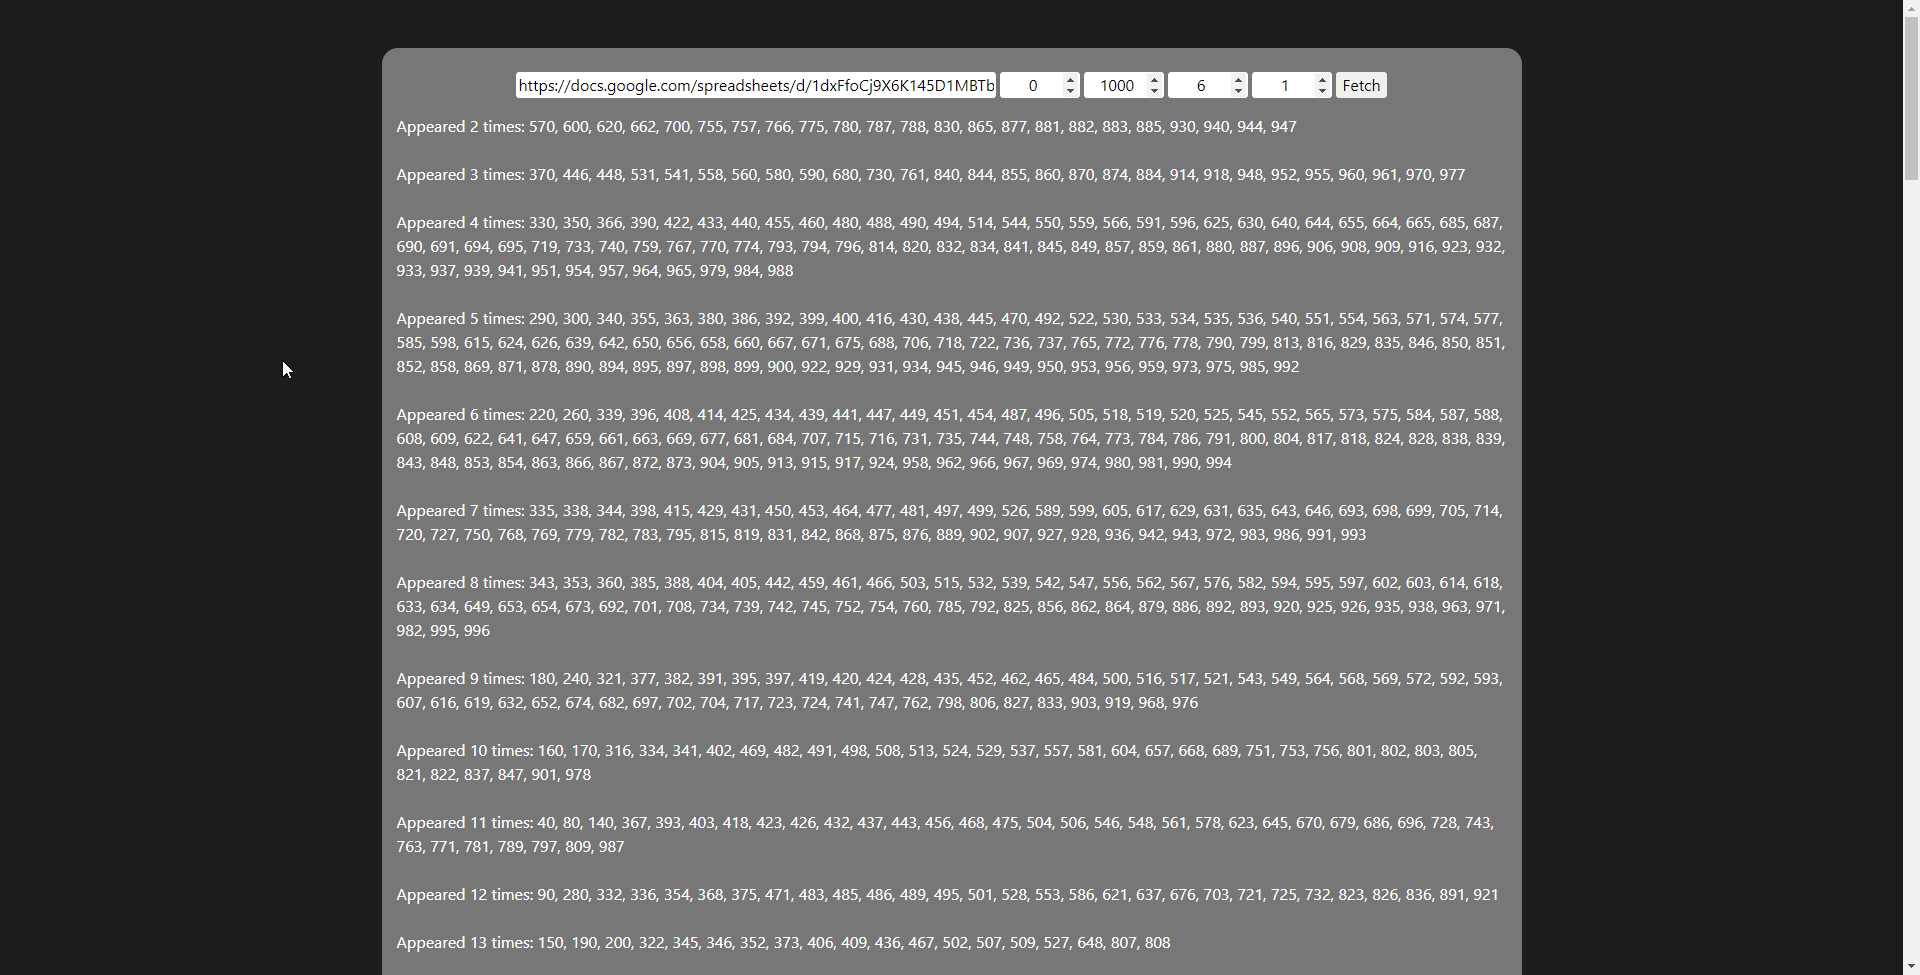 https://docs.google.com/spreadsheets/d/1dxFfoCj9X6K145D1MBTb 0 1000 6 1 Fetch
Appeared 2 times: 570, 600, 620, 662, 700, 755, 757, 766, 775, 780, 787, 788, 830, 865, 877, 881, 882, 883, 885, 930, 940, 944, 947
Appeared 3 times: 370, 446, 448, 531, 541, 558, 560, 580, 590, 680, 730, 761, 840, 844, 855, 860, 870, 874, 884, 914, 918, 948, 952, 955, 960, 961, 970, 977
Appeared 4 times: 330, 350, 366, 390, 422, 433, 440, 455, 460, 480, 488, 490, 494, 514, 544, 550, 559, 566, 591, 596, 625, 630, 640, 644, 655, 664, 665, 685, 687,
690, 691, 694, 695, 719, 733, 740, 759, 767, 770, 774, 793, 794, 796, 814, 820, 832, 834, 841, 845, 849, 857, 859, 861, 880, 887, 896, 906, 908, 909, 916, 923, 932,
933, 937, 939, 941, 951, 954, 957, 964, 965, 979, 984, 988
Appeared 5 times: 290, 300, 340, 355, 363, 380, 386, 392, 399, 400, 416, 430, 438, 445, 470, 492, 522, 530, 533, 534, 535, 536, 540, 551, 554, 563, 571, 574, 577,
585, 598, 615, 624, 626, 639, 642, 650, 656, 658, 660, 667, 671, 675, 688, 706, 718, 722, 736, 737, 765, 772, 776, 778, 790, 799, 813, 816, 829, 835, 846, 850, 851,
852, 858, 869, 871, 878, 890, 894, 895, 897, 898, 899, 900, 922, 929, 931, 934, 945, 946, 949, 950, 953, 956, 959, 973, 975, 985, 992
Appeared 6 times: 220, 260, 339, 396, 408, 414, 425, 434, 439, 441, 447, 449, 451, 454, 487, 496, 505, 518, 519, 520, 525, 545, 552, 565, 573, 575, 584, 587, 588,
608, 609, 622, 641, 647, 659, 661, 663, 669, 677, 681, 684, 707, 715, 716, 731, 735, 744, 748, 758, 764, 773, 784, 786, 791, 800, 804, 817, 818, 824, 828, 838, 839,
843, 848, 853, 854, 863, 866, 867, 872, 873, 904, 905, 913, 915, 917, 924, 958, 962, 966, 967, 969, 974, 980, 981, 990, 994
Appeared 7 times: 335, 338, 344, 398, 415, 429, 431, 450, 453, 464, 477, 481, 497, 499, 526, 589, 599, 605, 617, 629, 631, 635, 643, 646, 693, 698, 699, 705, 714,
720, 727, 750, 768, 769, 779, 782, 783, 795, 815, 819, 831, 842, 868, 875, 876, 889, 902, 907, 927, 928, 936, 942, 943, 972, 983, 986, 991, 993
Appeared 8 times: 343, 353, 360, 385, 388, 404, 405, 442, 459, 461, 466, 503, 515, 532, 539, 542, 547, 556, 562, 567, 576, 582, 594, 595, 597, 602, 603, 614, 618,
633, 634, 649, 653, 654, 673, 692, 701, 708, 734, 739, 742, 745, 752, 754, 760, 785, 792, 825, 856, 862, 864, 879, 886, 892, 893, 920, 925, 926, 935, 938, 963, 971,
982, 995, 996
Appeared 9 times: 180, 240, 321, 377, 382, 391, 395, 397, 419, 420, 424, 428, 435, 452, 462, 465, 484, 500, 516, 517, 521, 543, 549, 564, 568, 569, 572, 592, 593,
607, 616, 619, 632, 652, 674, 682, 697, 702, 704, 717, 723, 724, 741, 747, 762, 798, 806, 827, 833, 903, 919, 968, 976
Appeared 10 times: 160, 170, 316, 334, 341, 402, 469, 482, 491, 498, 508, 513, 524, 529, 537, 557, 581, 604, 657, 668, 689, 751, 753, 756, 801, 802, 803, 805,
821, 822, 837, 847, 901, 978
Appeared 11 times: 40, 80, 140, 367, 393, 403, 418, 423, 426, 432, 437, 443, 456, 468, 475, 504, 506, 546, 548, 561, 578, 623, 645, 670, 679, 686, 696, 728, 743,
763, 771, 781, 789, 797, 809, 987
Appeared 12 times: 90, 280, 332, 336, 354, 368, 375, 471, 483, 485, 486, 489, 495, 501, 528, 553, 586, 621, 637, 676, 703, 721, 725, 732, 823, 826, 836, 891, 921
Appeared 13 times: 150, 190, 200, 322, 345, 346, 352, 373, 406, 409, 436, 467, 502, 507, 509, 527, 648, 807, 808